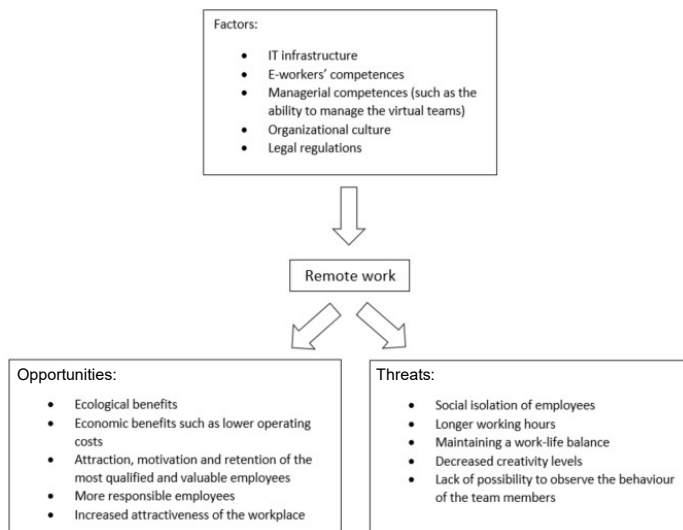 Factors:
• IT infrastructure
• E-workers' competences
• Managerial competences (such as the
ability to manage the virtual teams)
• Organizational culture
• Legal regulations
Remote work
Opportunities:
• Ecological benefits
• Economic benefits such as lower operating
costs
• Attraction, motivation and retention of the
most qualified and valuable employees
• More responsible employees
• Increased attractiveness of the workplace
Threats:
• Social isolation of employees
• Longer working hours
• Maintaining a work-life balance
• Decreased creativity levels
• Lack of possibility to observe the behaviour
of the team members